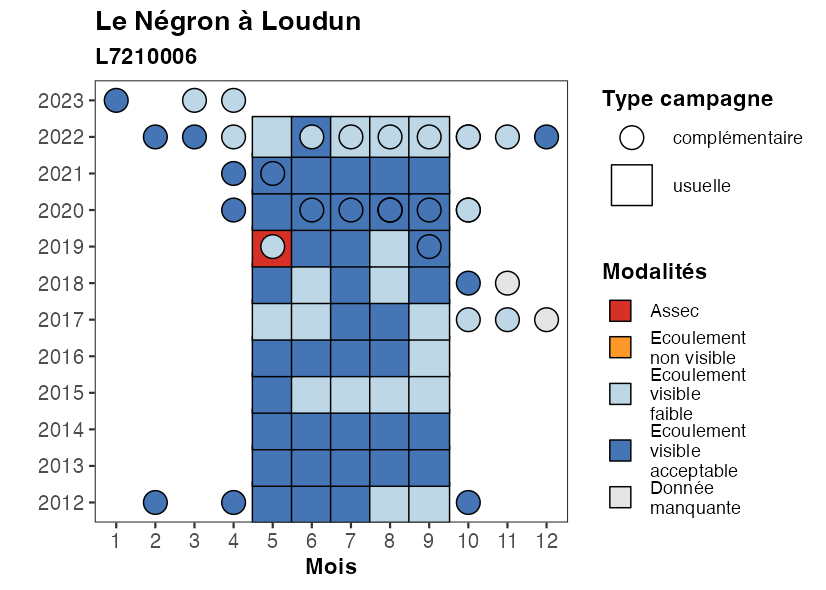 Le Négron à Loudun
L7210006
2023
2022
2021
2020
2019
2018
2017
2016
2015
2014
2013
2012
1 2 3 4 5 6 7 8 9 10 11 12
Mois
Type campagne
complémentaire
usuelle
Modalités
Assec
Ecoulement
non visible
Ecoulement
visible
faible
Ecoulement
visible
acceptable
Donnée
manquante